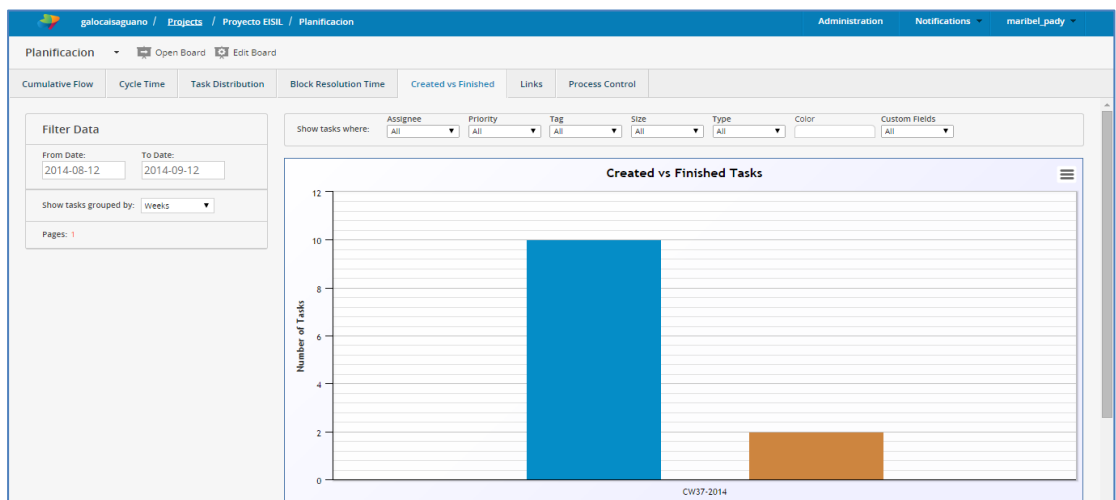 galocaisaguano / Projects / Proyecto EISIL / Planificacion Administration Notifications maribel_pady
Planificacion Open Board Edit Board
Cumulative Flow Cycle Time Task Distribution Block Resolution Time Created vs Finished Links Process Control
Filter Data
From Date: To Date:
2014-08-12 2014-09-12
Show tasks grouped by: Weeks
Pages: 1
Assignee Priority Tag Size Type Color Custom Fields
Show tasks where: All All All All All All
Created vs Finished Tasks
Number of Tasks
12
10
8
6
4
2
0
CW37-2014